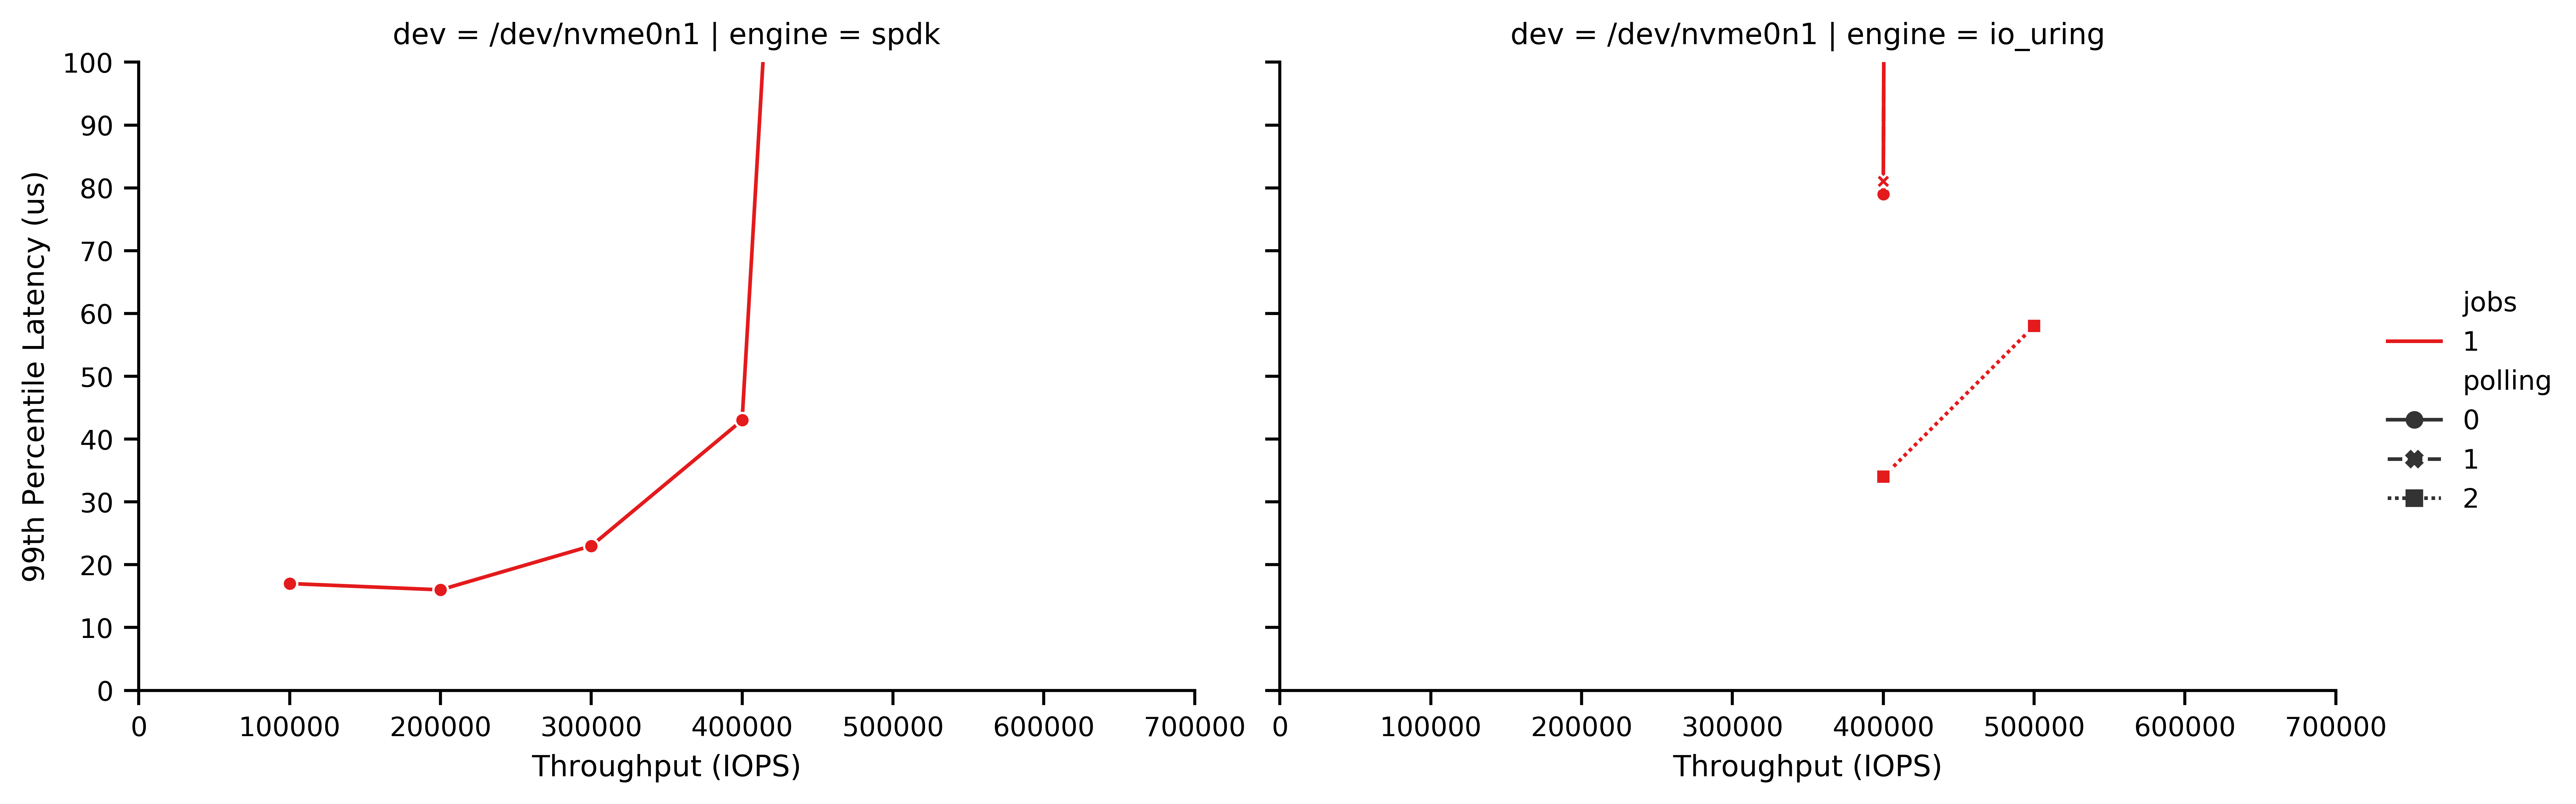 dev = /dev/nvme0n1 | engine = spdk
100
90
80
70
60
50
40
30
20
10
0
99th Percentile Latency (us)
0 100000 200000 300000 400000 500000 600000 700000
Throughput (IOPS)
dev = /dev/nvme0n1 | engine = io_uring
0 100000 200000 300000 400000 500000 600000 700000
Throughput (IOPS)
jobs
1
polling
0
1
2